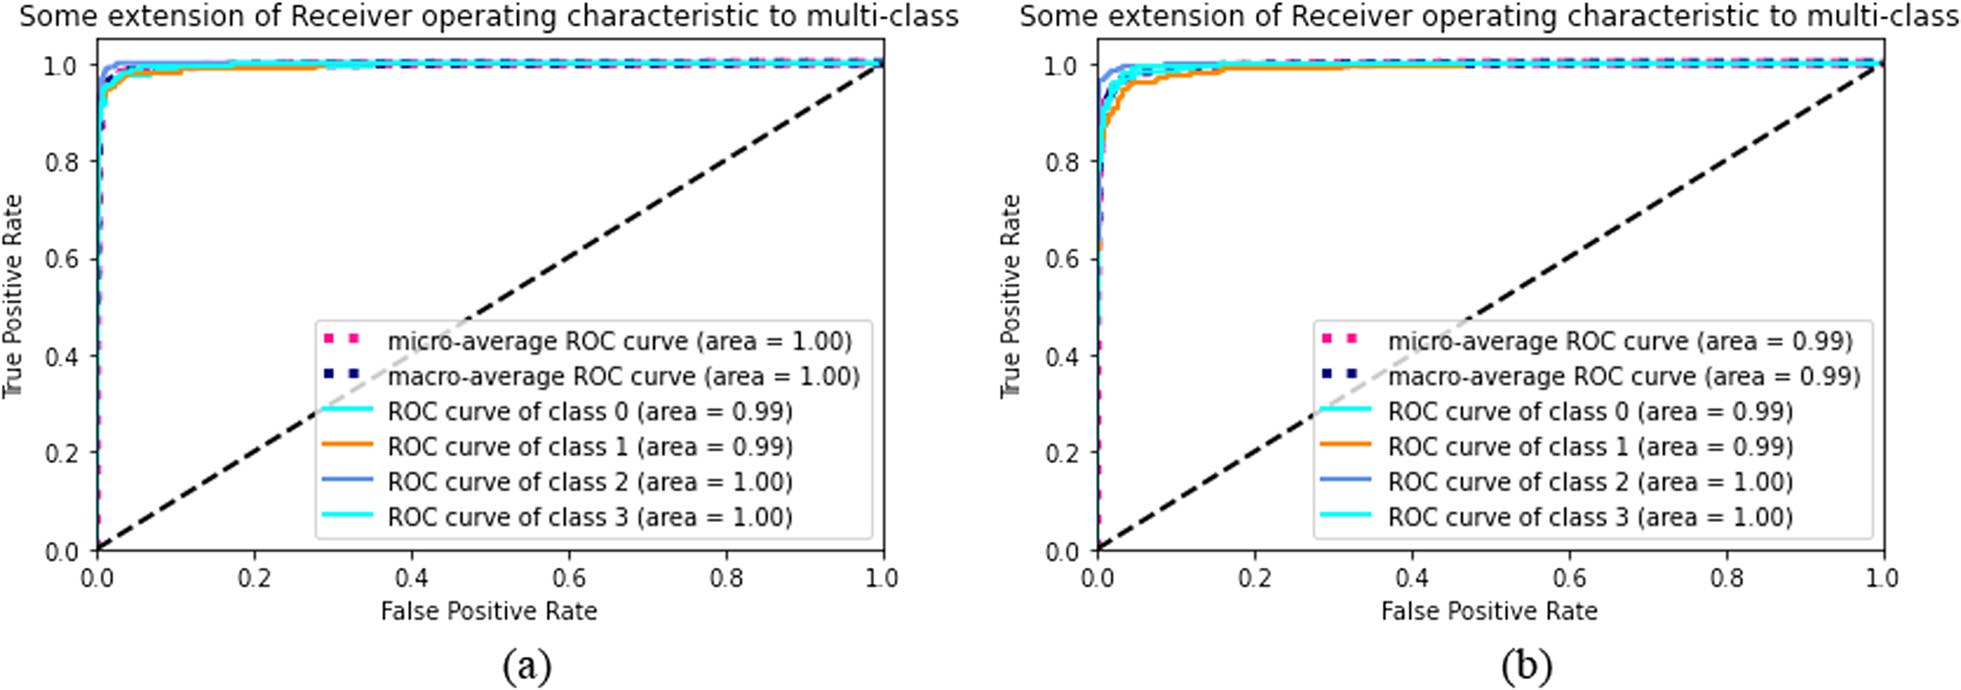 Some extension of Receiver operating characteristic to multi-class
True Positive Rate
1.0
0.8
0.6
0.4
0.2
0.0
micro-average ROC curve (area = 1.00)
macro-average ROC curve (area = 1.00)
ROC curve of class 0 (area = 0.99)
ROC curve of class 1 (area = 0.99)
ROC curve of class 2 (area = 1.00)
ROC curve of class 3 (area = 1.00)
0.0 0.2 0.4 0.6 0.8 1.0
False Positive Rate
(a)
Some extension of Receiver operating characteristic to multi-class
True Positive Rate
1.0
0.8
0.6
0.4
0.2
0.0
micro-average ROC curve (area = 0.99)
macro-average ROC curve (area = 0.99)
ROC curve of class 0 (area = 0.99)
ROC curve of class 1 (area = 0.99)
ROC curve of class 2 (area = 1.00)
ROC curve of class 3 (area = 1.00)
0.0 0.2 0.4 0.6 0.8 1.0
False Positive Rate
(b)